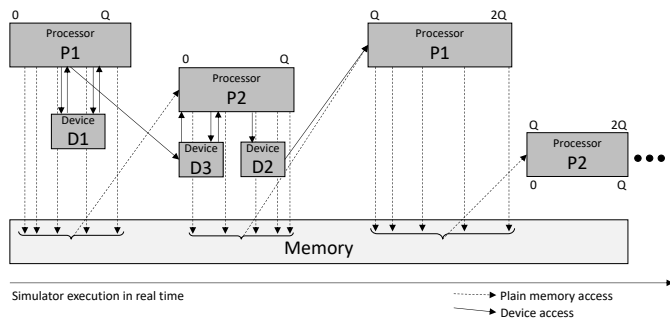 0 Q
Processor
P1
0 Q
Processor
P2
Q 2Q
Processor
P1
Q 2Q
Processor
P2
0 Q
Device
D1
Device
D3
Device
D2
Memory
Simulator execution in real time
Plain memory access
Device access